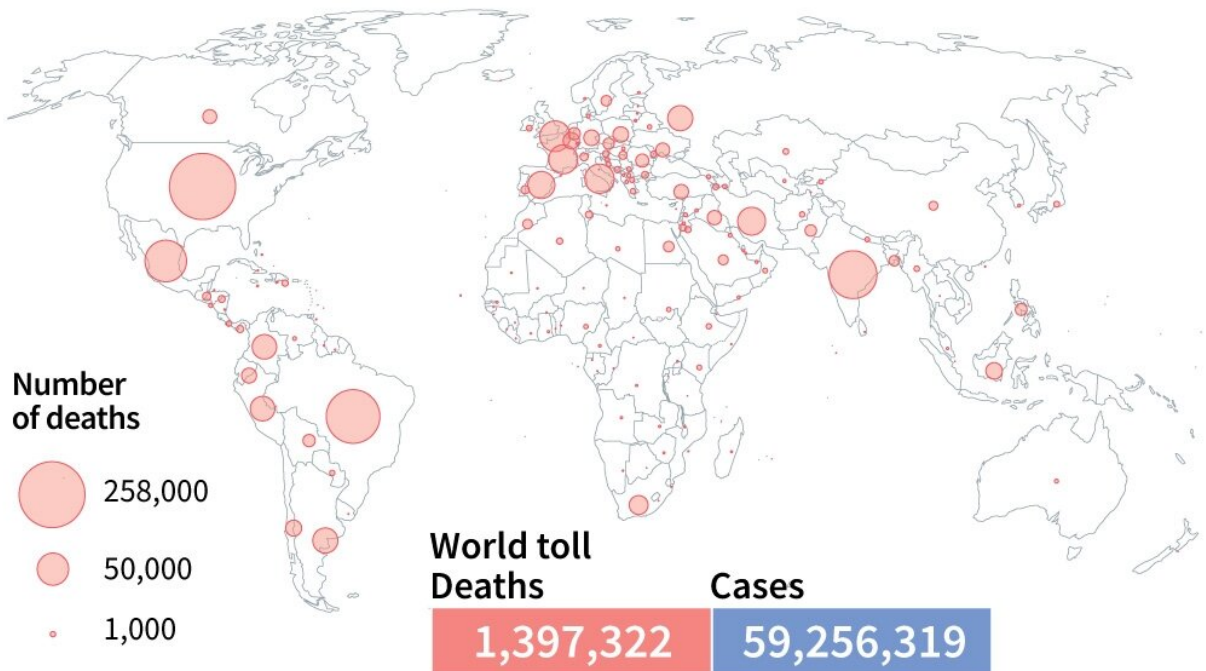 Number
of deaths
258,000
50,000
1,000
World toll
Deaths
Cases
1,397,322
59,256,319